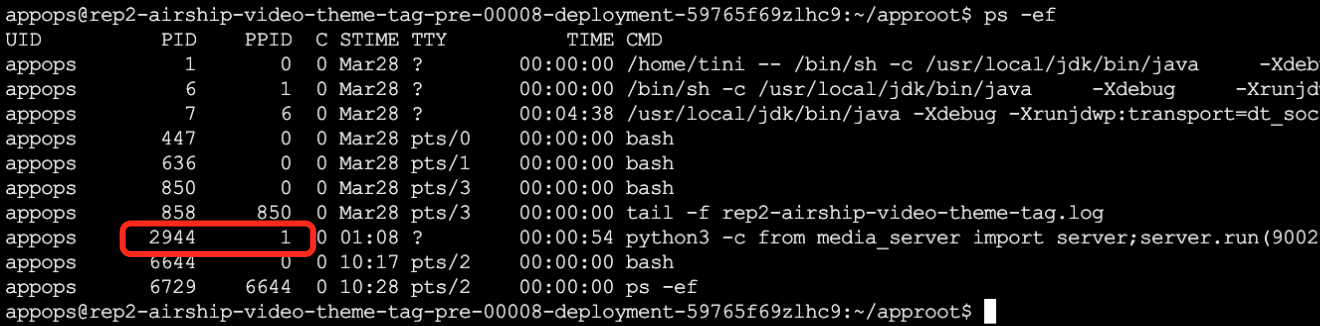 appops@rep2-airship-video-theme-tag-pre-00008-deployment-59765f69zlhc9:~/approot$ ps -ef
UID PID PPID C STIME TTY TIME CMD
appops 1 0 0 Mar28 ? 00:00:00 /home/tini -- /bin/sh -c /usr/local/jdk/bin/java -Xdeb
appops 6 1 0 Mar28 ? 00:00:00 /bin/sh -c /usr/local/jdk/bin/java -Xdebug -Xrunjd
appops 7 6 0 Mar28 ? 00:04:38 /usr/local/jdk/bin/java -Xdebug -Xrunjdwp:transport=dt_soc
appops 447 0 0 Mar28 pts/0 00:00:00 bash
appops 636 0 0 Mar28 pts/1 00:00:00 bash
appops 850 0 0 Mar28 pts/3 00:00:00 bash
appops 858 850 0 Mar28 pts/3 00:00:00 tail -f rep2-airship-video-theme-tag.log
appops 2944 1 0 01:08 ? 00:00:54 python3 -c from media_server import server;server.run(9002
appops 6644 0 0 10:17 pts/2 00:00:00 bash
appops 6729 6644 0 10:28 pts/2 00:00:00 ps -ef
appops@rep2-airship-video-theme-tag-pre-00008-deployment-59765f69zlhc9:~/approot$